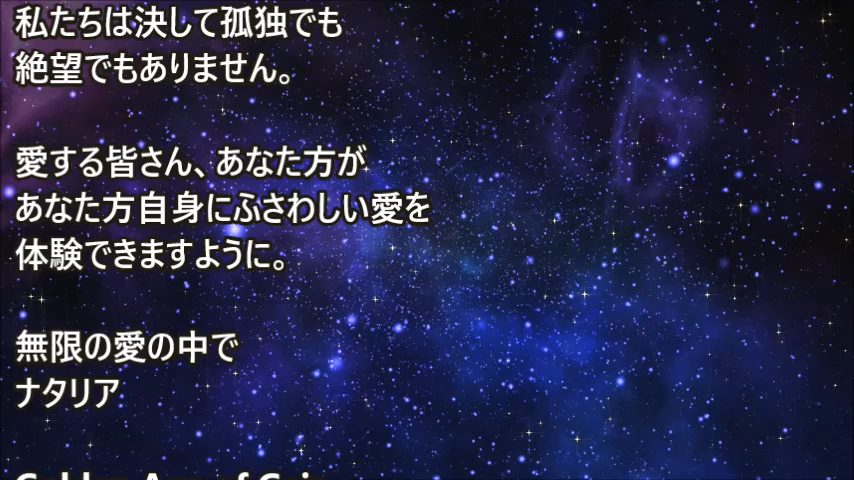 私たちは決して孤独でも
絶望でもありません。
愛する皆さん、あなた方が
あなた方自身にふさわしい愛を
体験できますように。
無限の愛の中で
ナタリア